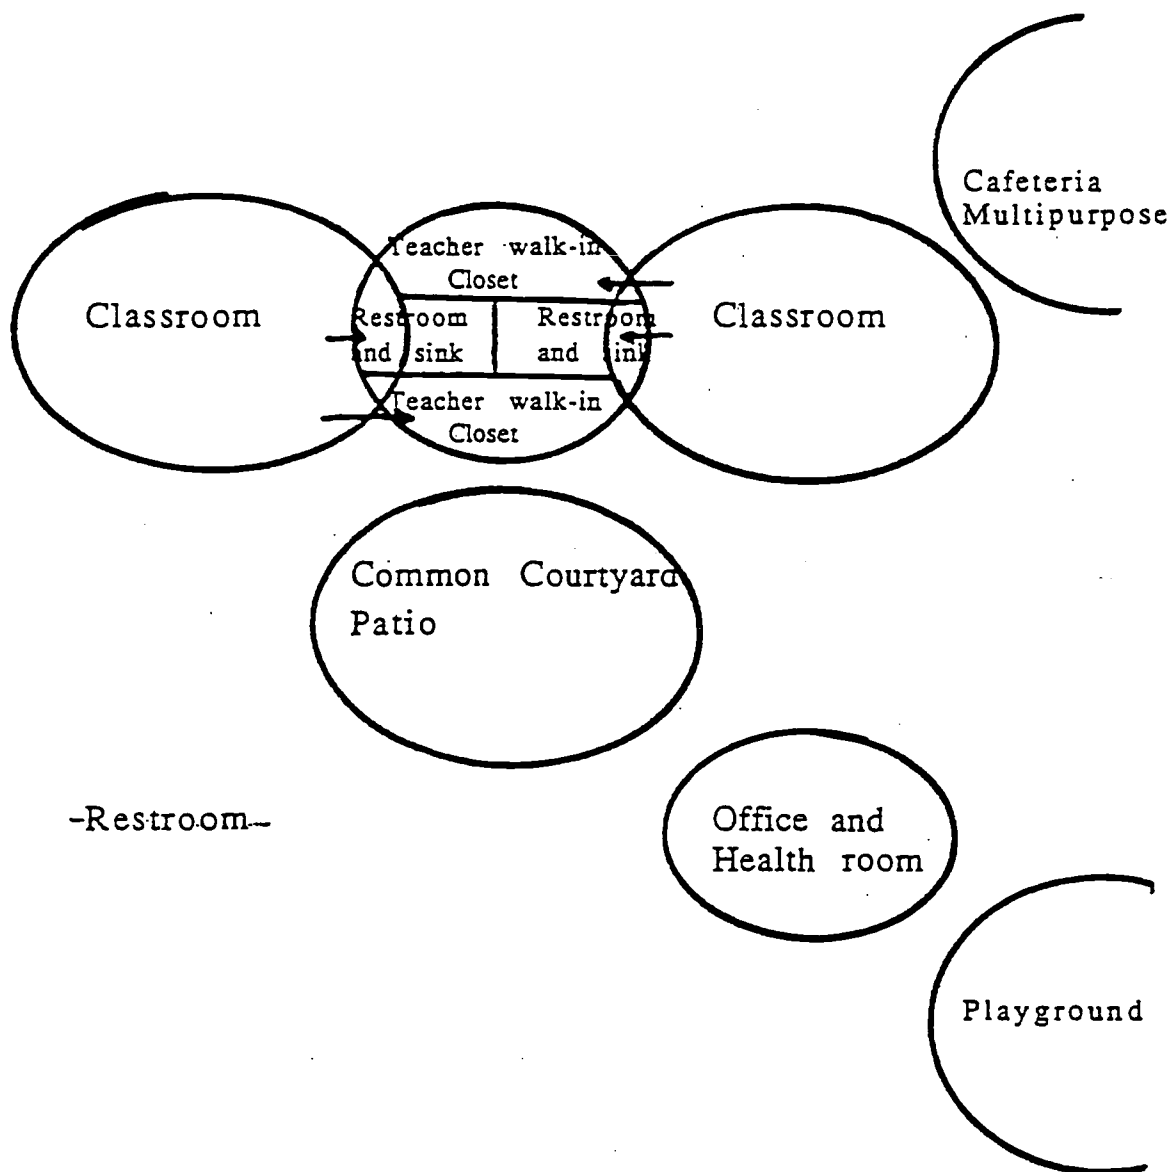 Cafeteria
Multipurpose
Teacher walk-in
Closet
Classroom
Restroom
and sink
Restroom
and sink
Classroom
Teacher walk-in
Closet
Common Courtyard
Patio
-Restroom-
Office and
Health room
Playground